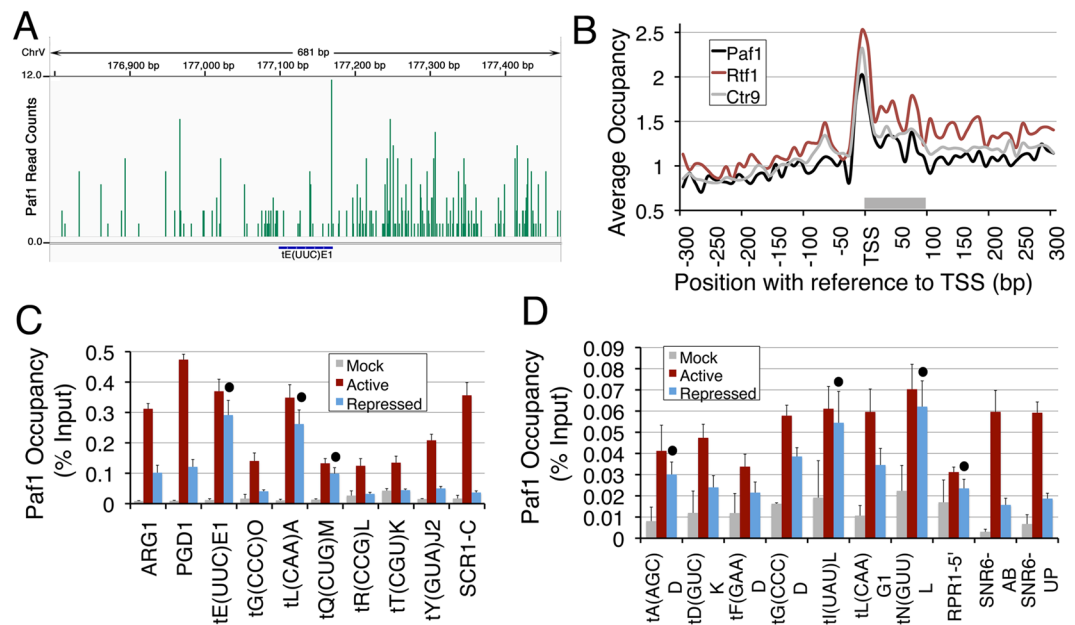 A
ChrV
681 bp
176,900 bp 177,000 bp 177,100 bp 177,200 bp 177,300 bp 177,400 bp
12.0
Paf1 Read Counts
0.0
tE(UUC)E1
B
Average Occupancy
2.5
2
1.5
1
0.5
Paf1
Rtf1
Ctr9
-300 -250 -200 -150 -100 -50 TSS 50 100 150 200 250 300
Position with reference to TSS (bp)
C
Paf1 Occupancy
(% Input)
0.5
0.4
0.3
0.2
0.1
0
Mock
Active
Repressed
ARG1
PGD1
tE(UUC)E1
tG(CCC)O
tL(CAA)A
tQ(CUG)M
tR(CCG)L
tT(CGU)K
tY(GUA)J2
SCR1-C
D
Paf1 Occupancy
(% Input)
0.09
0.08
0.07
0.06
0.05
0.04
0.03
0.02
0.01
0
Mock
Active
Repressed
tA(AGC)
D
tD(GUC)
K
tF(GAA)
D
tG(CCC)
D
tI(UAU)L
tL(CAA)
G1
tN(GUU)
L
RPR1-5'
SNR6-
AB
SNR6-
UP